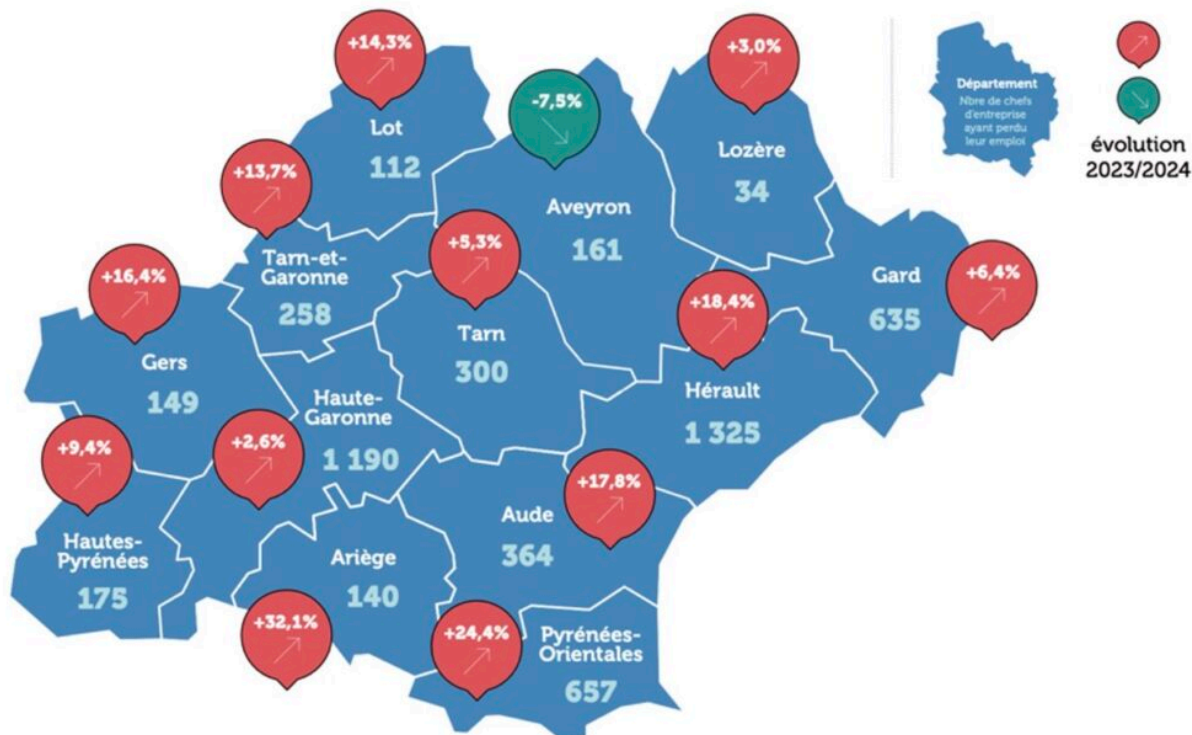 +14,3%
Lot
112
-7,5%
Aveyron
161
+3,0%
Lozère
34
Département
Nbre de chefs
d'entreprise
ayant perdu
leur emploi
évolution
2023/2024
+13,7%
Tarn-et-
Garonne
258
+5,3%
Tarn
300
+18,4%
Hérault
1 325
Gard
635
+6,4%
+16,4%
Gers
149
Haute-
Garonne
1 190
+2,6%
+9,4%
Hautes-
Pyrénées
175
+17,8%
Aude
364
Ariège
140
+32,1%
+24,4%
Pyrénées-
Orientales
657